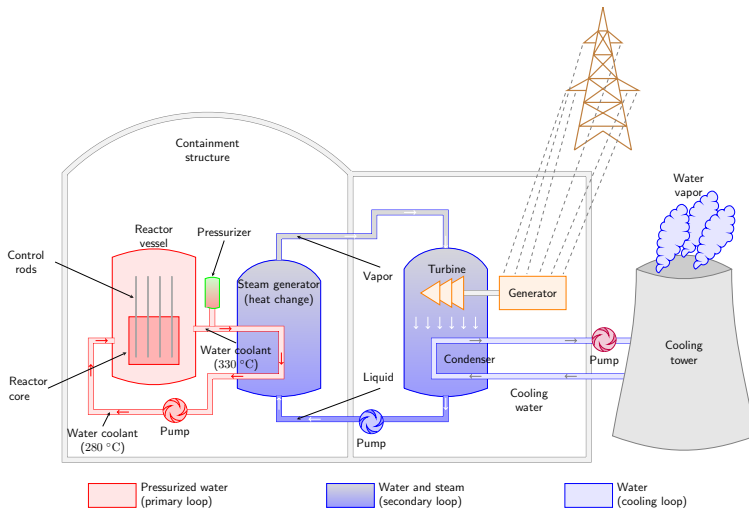 Containment
structure
Water
vapor
Reactor
vessel
Pressurizer
Control
rods
Vapor
Turbine
Steam generator
(heat change)
Generator
Water coolant
(330 °C)
Condenser
Pump
Cooling
tower
Reactor
core
Liquid
Cooling
water
Water coolant
(280 °C)
Pump
Pump
Pressurized water
(primary loop)
Water and steam
(secondary loop)
Water
(cooling loop)